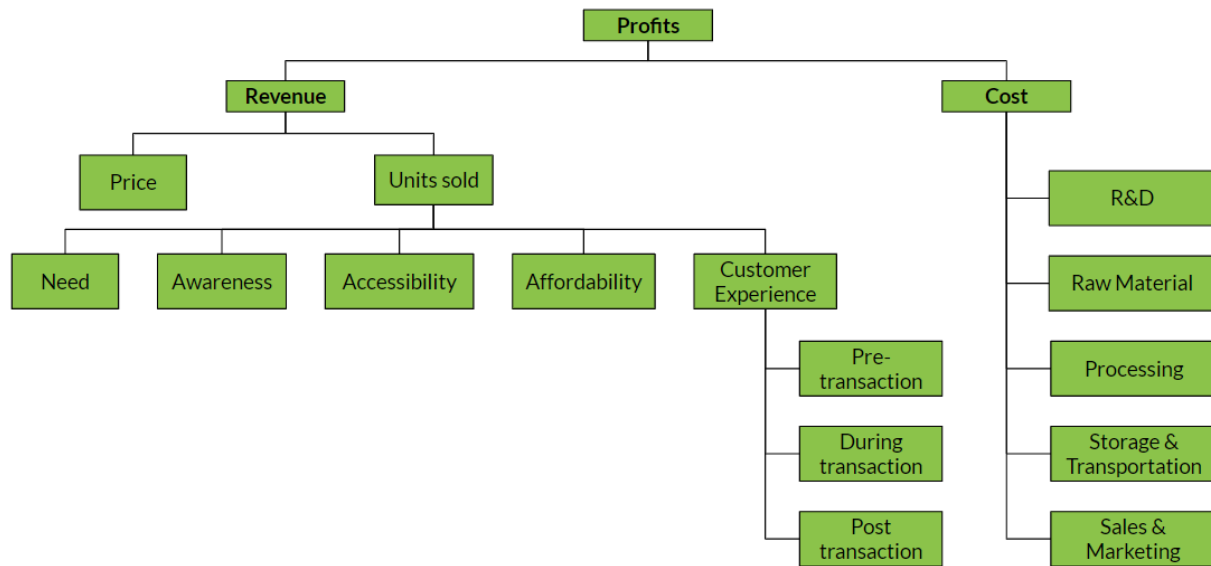 Profits
Revenue
Cost
Price
Units sold
R&D
Need
Awareness
Accessibility
Affordability
Customer
Experience
Raw Material
Pre-
transaction
Processing
During
transaction
Storage &
Transportation
Post
transaction
Sales &
Marketing